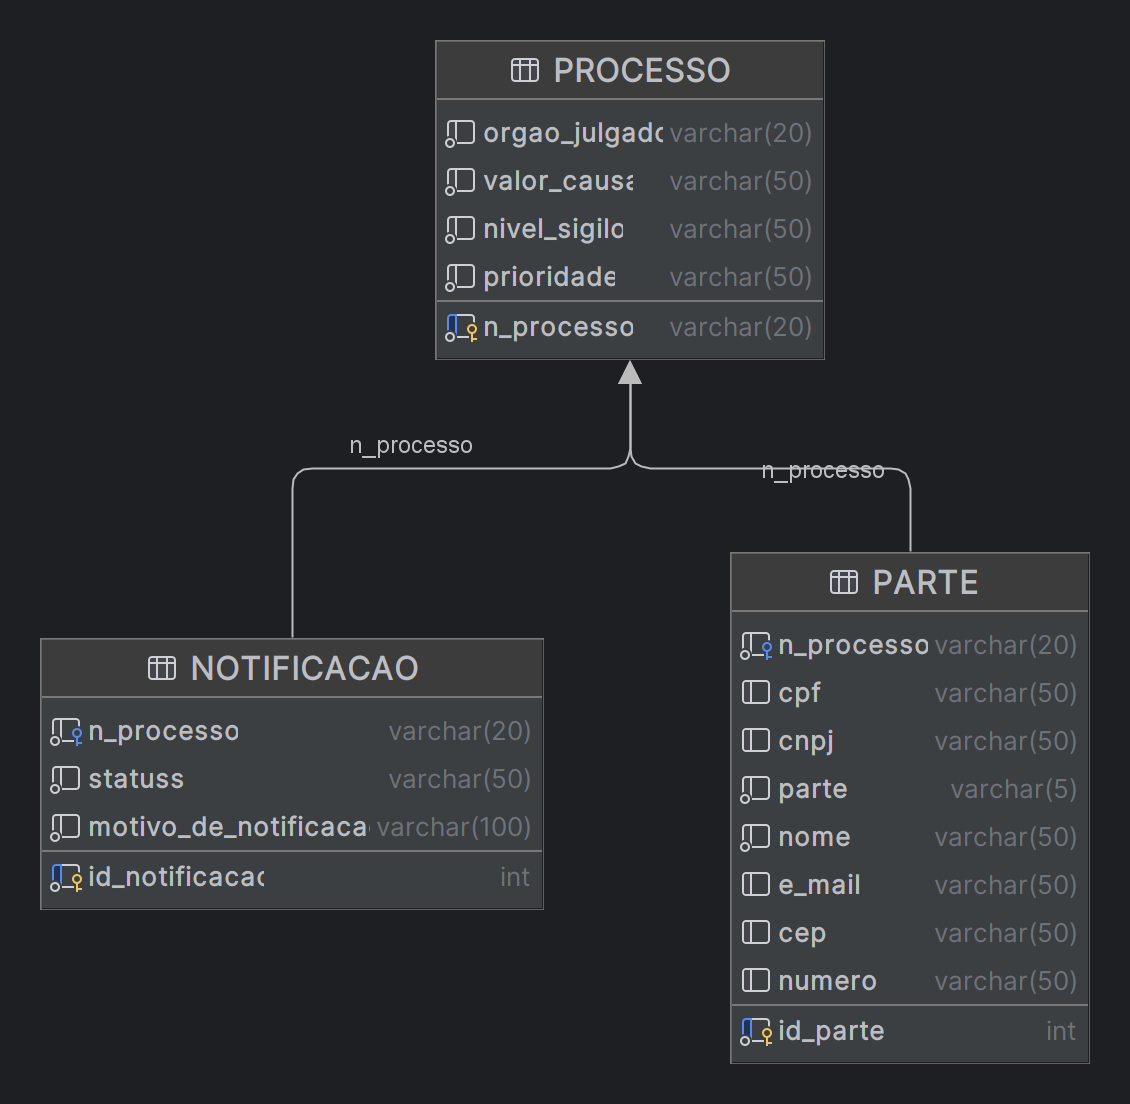 PROCESSO
orgao_julgado varchar(20)
valor_causa varchar(50)
nivel_sigilo varchar(50)
prioridade varchar(50)
n_processo varchar(20)
n_processo
n_processo
PARTE
n_processo varchar(20)
cpf varchar(50)
cnpj varchar(50)
parte varchar(5)
nome varchar(50)
e_mail varchar(50)
cep varchar(50)
numero varchar(50)
id_parte int
NOTIFICACAO
n_processo varchar(20)
statuss varchar(50)
motivo_de_notificaca varchar(100)
id_notificacao int